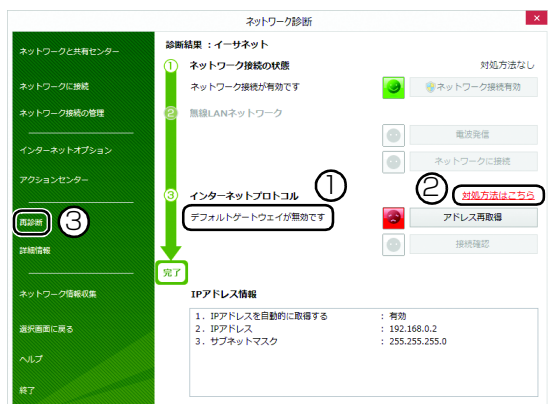 ネットワーク診断
×
ネットワークと共有センター
ネットワークに接続
ネットワーク接続の管理
インターネットオプション
アクションセンター
再診断
③
詳細情報
ネットワーク情報収集
選択画面に戻る
ヘルプ
終了
診断結果 : イーサネット
① ネットワーク接続の状態
対処方法なし
ネットワーク接続が有効です
ネットワーク接続有効
② 無線LANネットワーク
電波発信
ネットワークに接続
③ インターネットプロトコル
①
②
対処方法はこちら
デフォルトゲートウェイが無効です
アドレス再取得
接続確認
完了
IPアドレス情報
1. IPアドレスを自動的に取得する : 有効
2. IPアドレス : 192.168.0.2
3. サブネットマスク : 255.255.255.0